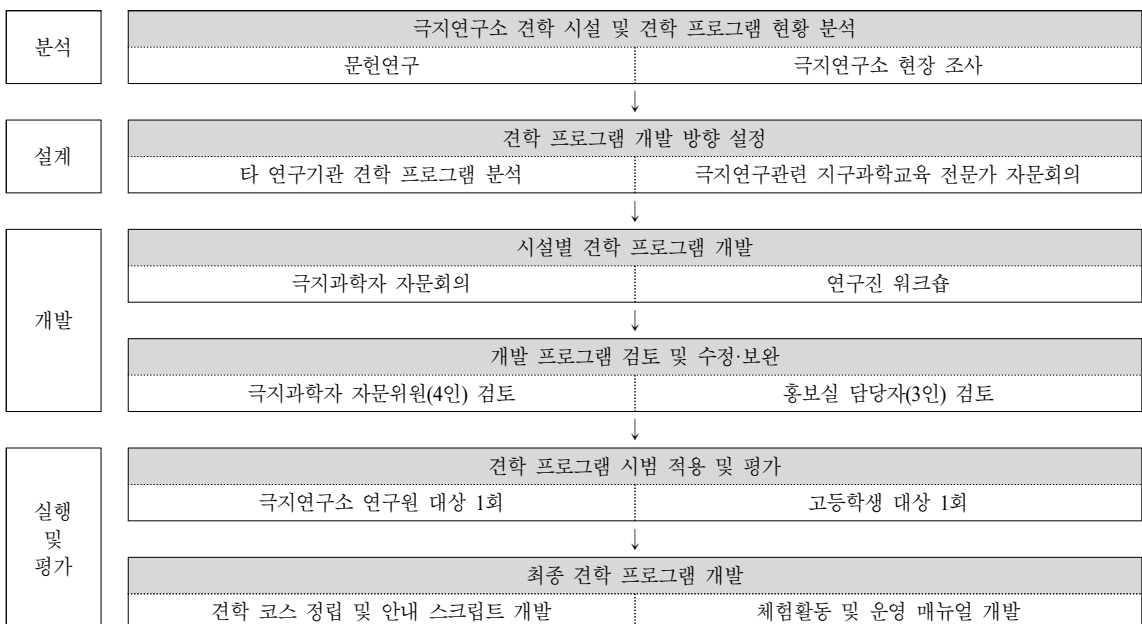 분석
극지연구소 견학 시설 및 견학 프로그램 현황 분석
문헌연구
극지연구소 현장 조사
↓
설계
견학 프로그램 개발 방향 설정
타 연구기관 견학 프로그램 분석
극지연구관련 지구과학교육 전문가 자문회의
↓
개발
시설별 견학 프로그램 개발
극지과학자 자문회의
연구진 워크숍
↓
개발 프로그램 검토 및 수정·보완
극지과학자 자문위원(4인) 검토
홍보실 담당자(3인) 검토
↓
실행
및
평가
견학 프로그램 시범 적용 및 평가
극지연구소 연구원 대상 1회
고등학생 대상 1회
↓
최종 견학 프로그램 개발
견학 코스 정립 및 안내 스크립트 개발
체험활동 및 운영 매뉴얼 개발